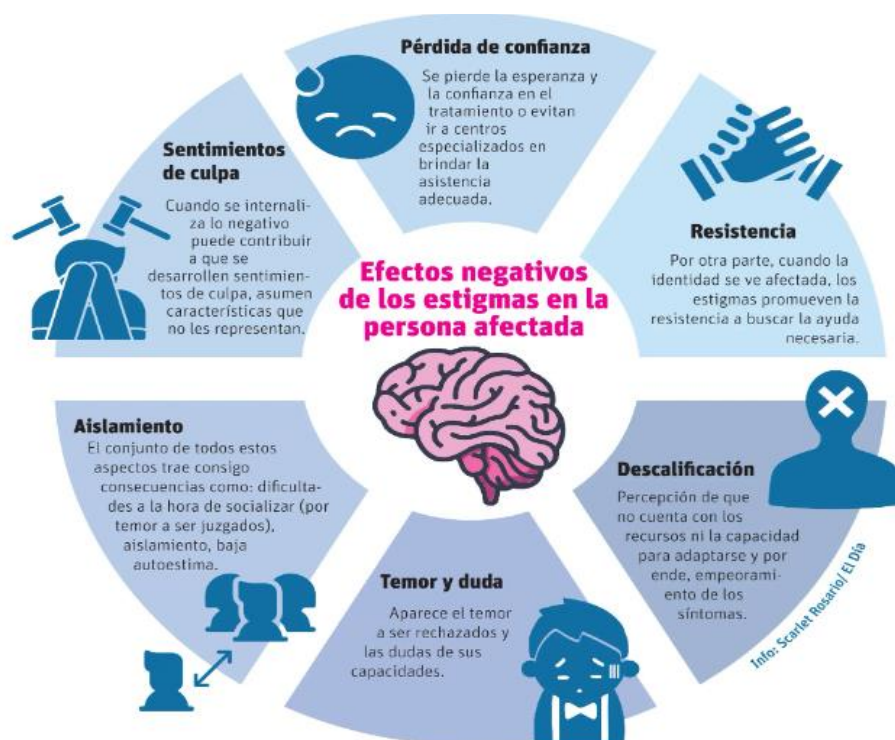 Pérdida de confianza
Se pierde la esperanza y
la confianza en el
tratamiento o evitan
ir a centros
especializados en
brindar la
asistencia
adecuada.
Resistencia
Por otra parte, cuando la
identidad se ve afectada, los
estigmas promueven la
resistencia a buscar la ayuda
necesaria.
Descalificación
Percepción de que
no cuenta con los
recursos ni la capacidad
para adaptarse y por
ende, empeorami-
ento de los
síntomas.
Temor y duda
Aparece el temor
a ser rechazados y
las dudas de sus
capacidades.
Aislamiento
El conjunto de todos estos
aspectos trae consigo
consecuencias como: dificulta-
des a la hora de socializar (por
temor a ser juzgados),
aislamiento, baja
autoestima.
Sentimientos
de culpa
Cuando se internali-
za lo negativo
puede contribuir
a que se
desarrollen sentimien-
tos de culpa, asumen
características que
no les representan.
Efectos negativos
de los estigmas en la
persona afectada
Info: Scarlet Rosario/ El Día